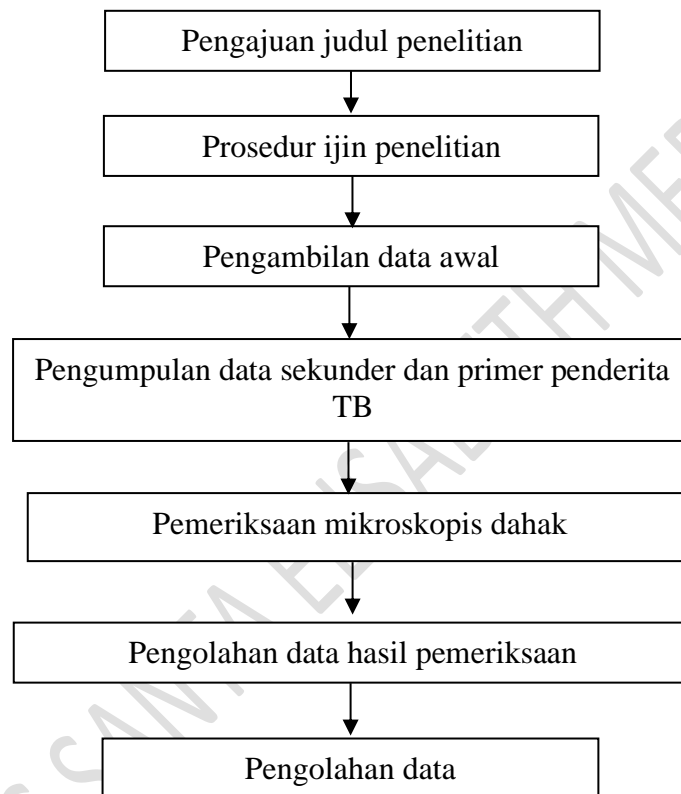 Pengajuan judul penelitian
Prosedur ijin penelitian
Pengambilan data awal
Pengumpulan data sekunder dan primer penderita
TB
Pemeriksaan mikroskopis dahak
Pengolahan data hasil pemeriksaan
Pengolahan data